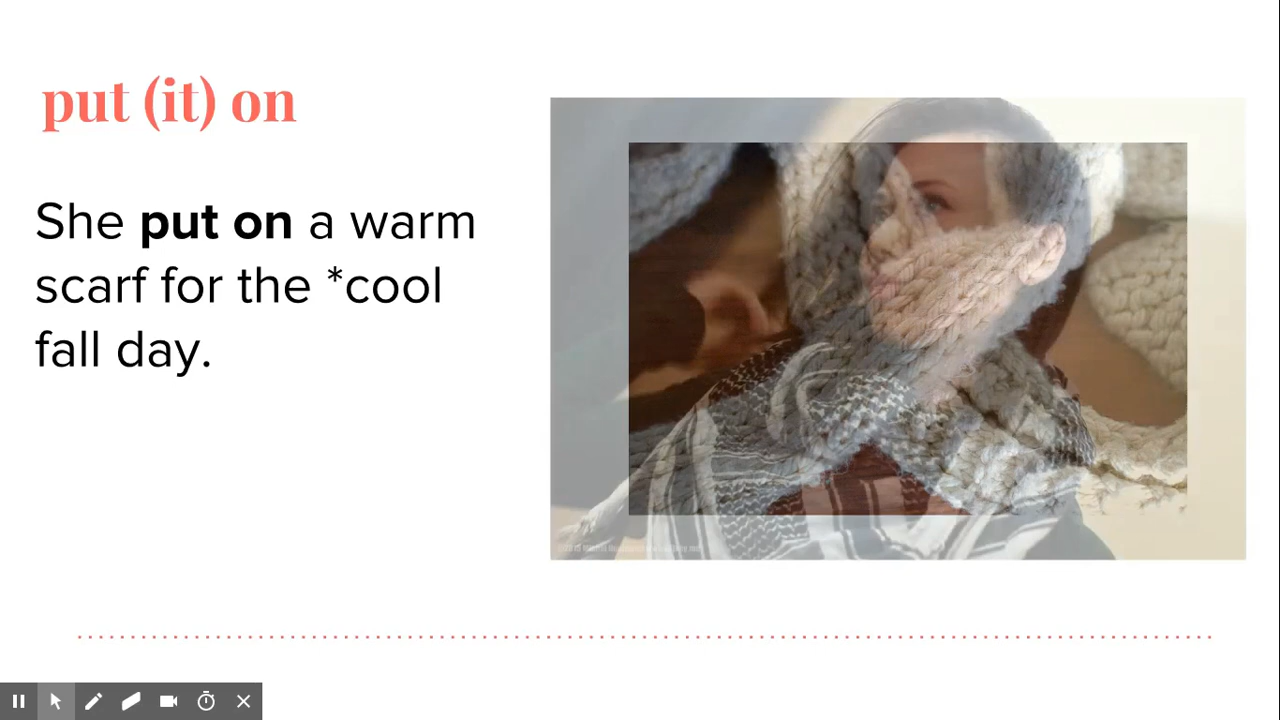 put (it) on
She put on a warm
scarf for the *cool
fall day.